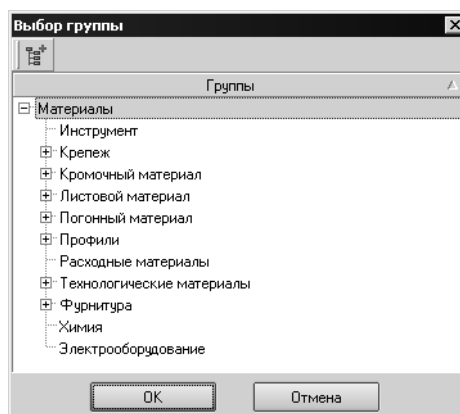 Выбор группы
Группы
Материалы
Инструмент
Крепеж
Кромочный материал
Листовой материал
Погонный материал
Профили
Расходные материалы
Технологические материалы
Фурнитура
Химия
Электрооборудование
OK Отмена